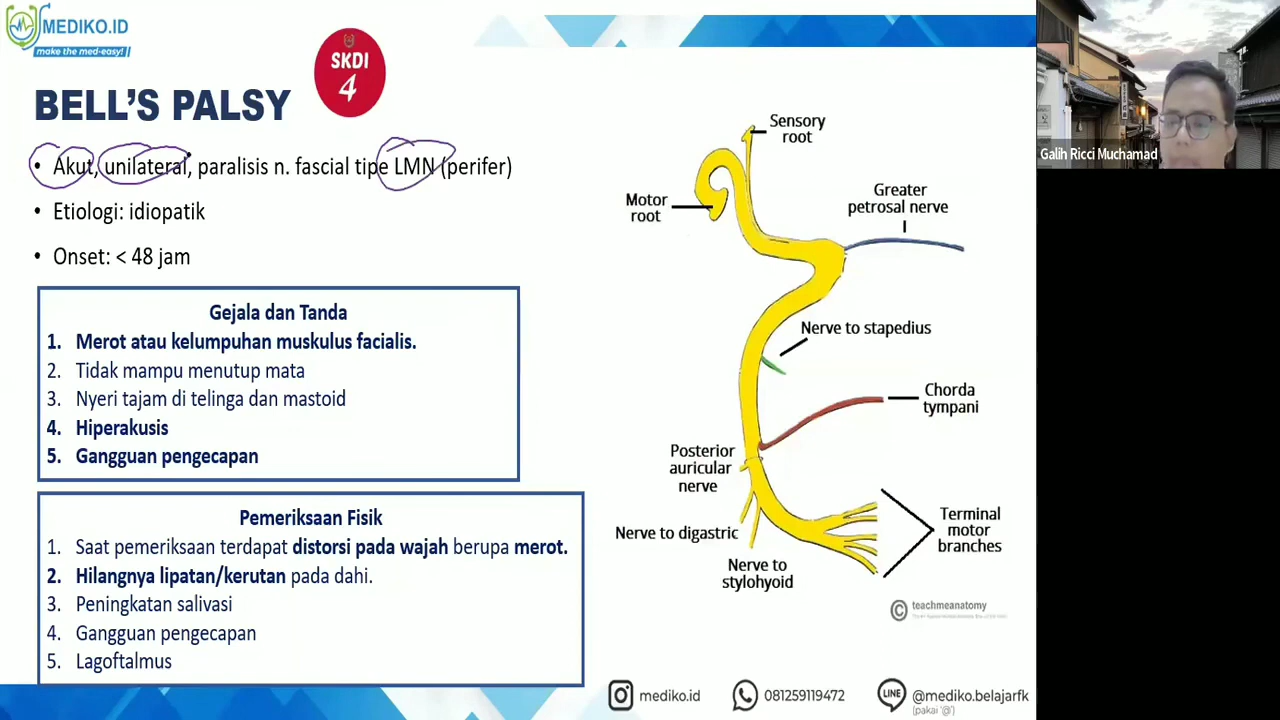 MEDIKO.ID
make the med-easy!
SKDI
4
BELL'S PALSY
• Akut, unilateral, paralisis n. fascial tipe LMN (perifer)
• Etiologi: idiopatik
• Onset: < 48 jam
Gejala dan Tanda
1. Merot atau kelumpuhan muskulus facialis.
2. Tidak mampu menutup mata
3. Nyeri tajam di telinga dan mastoid
4. Hiperakusis
5. Gangguan pengecapan
Pemeriksaan Fisik
1. Saat pemeriksaan terdapat distorsi pada wajah berupa merot.
2. Hilangnya lipatan/kerutan pada dahi.
3. Peningkatan salivasi
4. Gangguan pengecapan
5. Lagoftalmus
Sensory
root
Motor
root
Greater
petrosal nerve
Nerve to stapedius
Chorda
tympani
Posterior
auricular
nerve
Nerve to digastric
Nerve to
stylohyoid
Terminal
motor
branches
© teachmeanatomy
mediko.id
081259119472
LINE
@mediko.belajarfk
(pakai '@')
Galih Ricci Muchamad